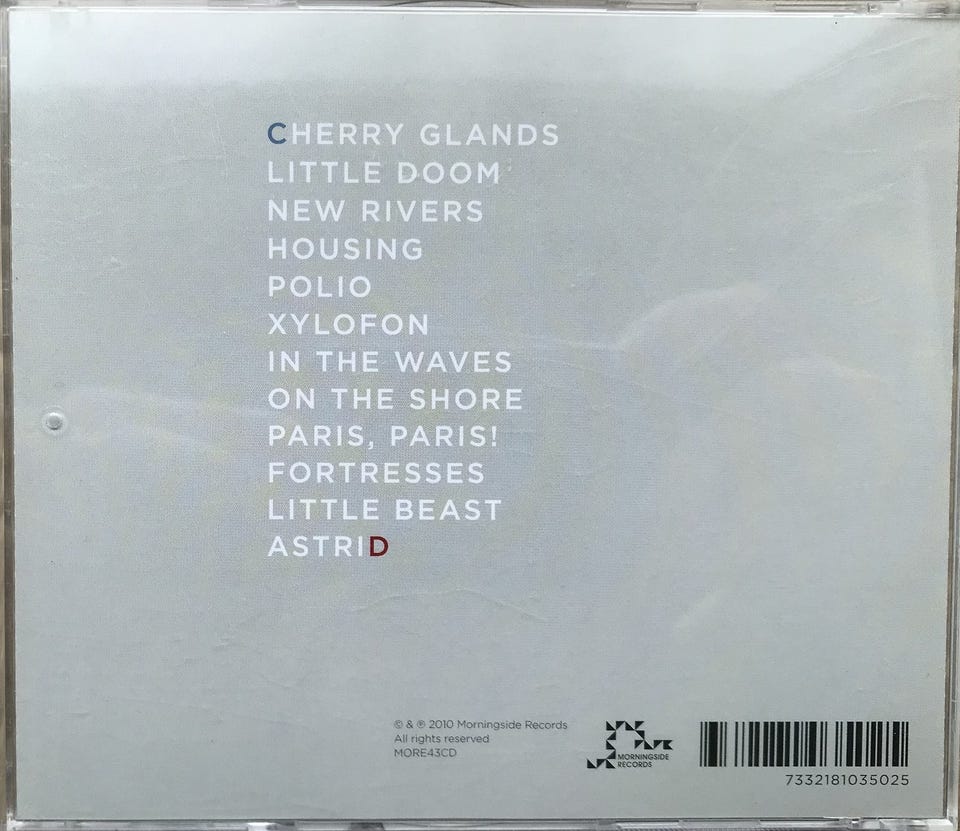 CHERRY GLANDS
LITTLE DOOM
NEW RIVERS
HOUSING
POLIO
XYLOFON
IN THE WAVES
ON THE SHORE
PARIS, PARIS!
FORTRESSES
LITTLE BEAST
ASTRID
© & ℗ 2010 Morningside Records
All rights reserved
MORE43CD
MORNINGSIDE
RECORDS
7332181035025